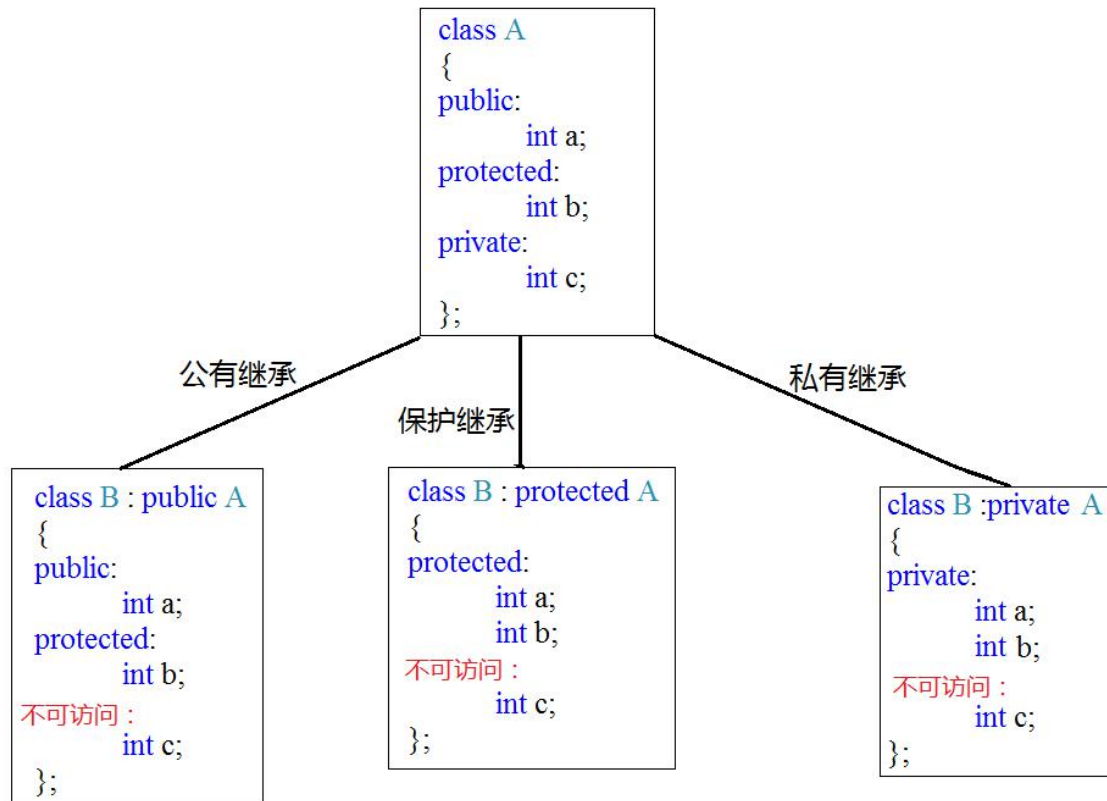 class A
{
public:
int a;
protected:
int b;
private:
int c;
};
公有继承
保护继承
私有继承
class B : public A
{
public:
int a;
protected:
int b;
不可访问：
int c;
};
class B : protected A
{
protected:
int a;
int b;
不可访问：
int c;
};
class B :private A
{
private:
int a;
int b;
不可访问：
int c;
};